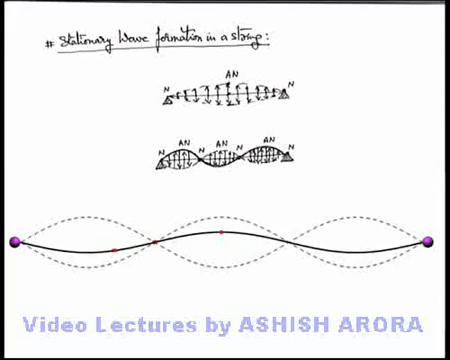 # Stationary Wave formation in a string:
AN
N N
AN AN AN
N N N N
Video Lectures by ASHISH ARORA